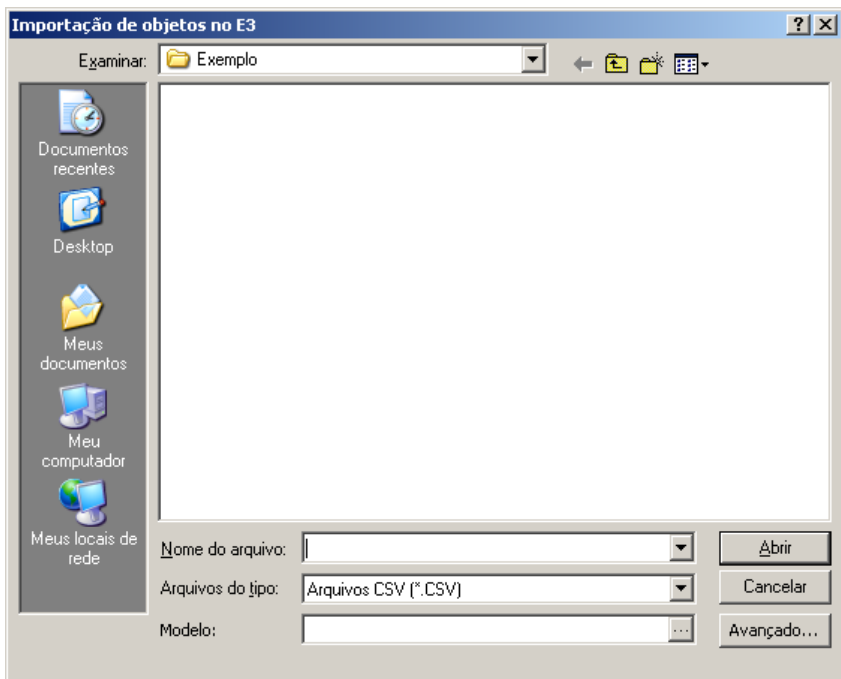 Importação de objetos no E3
Examinar:
Exemplo
Documentos
recentes
Desktop
Meus
documentos
Meu
computador
Meus locais de
rede
Nome do arquivo:
Abrir
Arquivos do tipo:
Arquivos CSV (*.CSV)
Cancelar
Modelo:
...
Avançado...